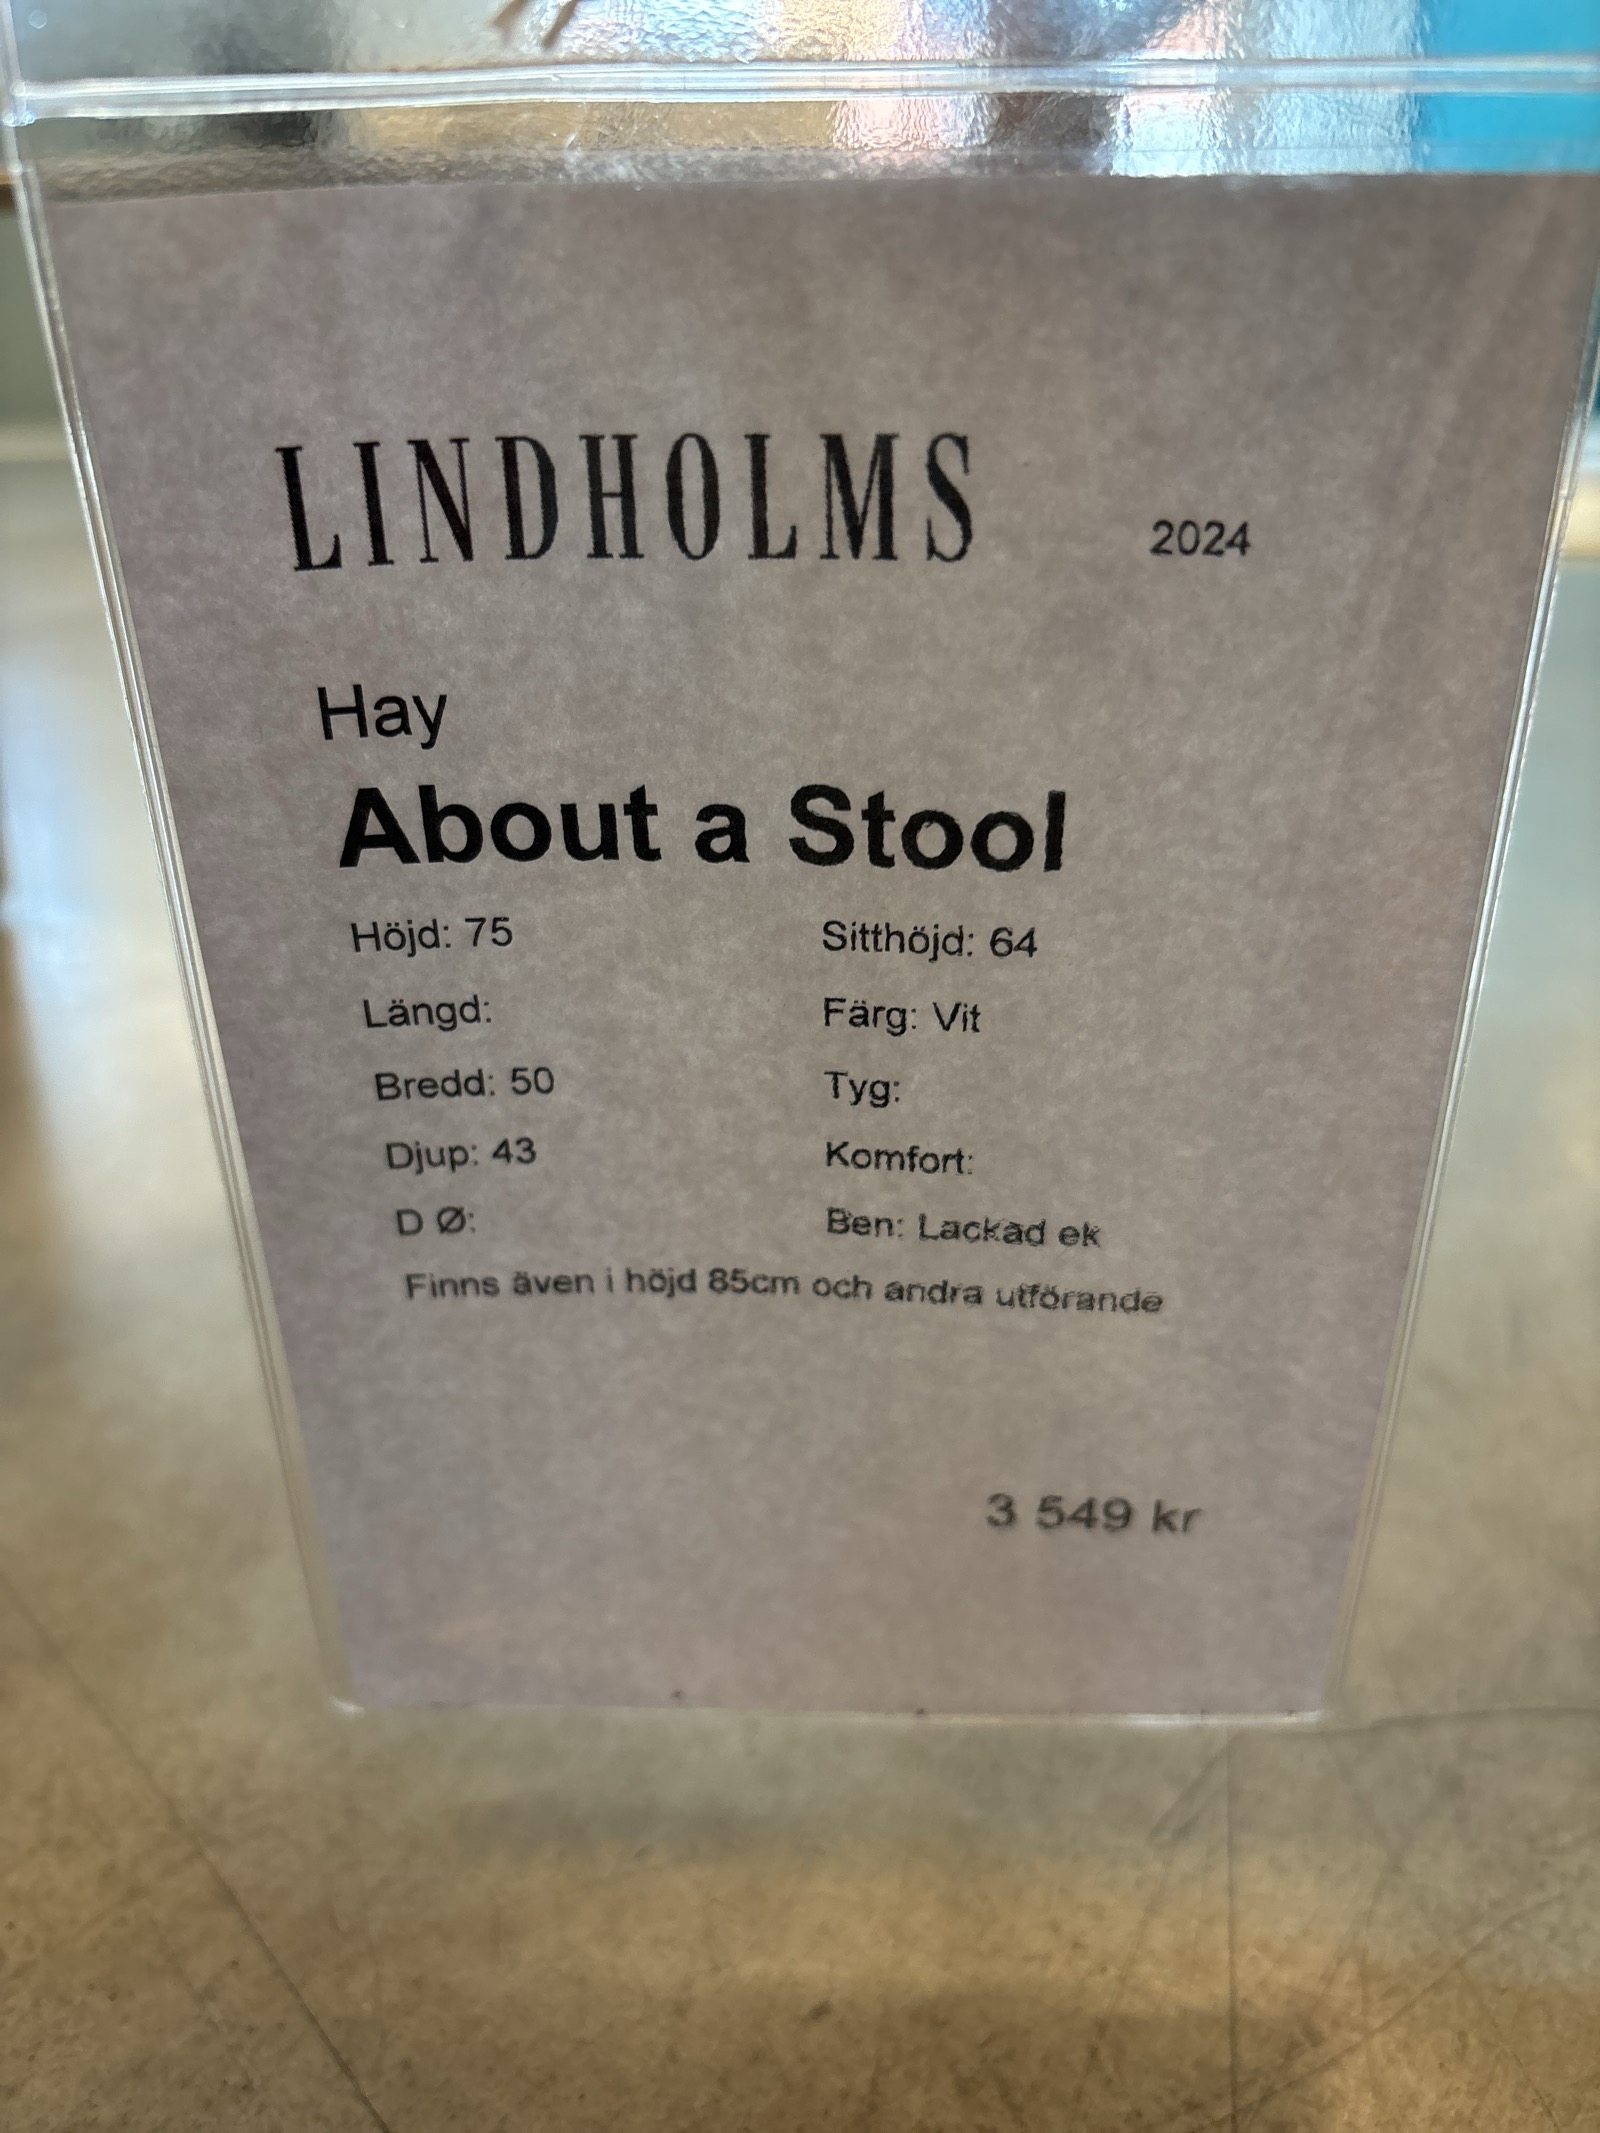 LINDHOLMS 2024
Hay
About a Stool
Höjd: 75 Sitthöjd: 64
Längd: Färg: Vit
Bredd: 50 Tyg:
Djup: 43 Komfort:
D Ø: Ben: Lackad ek
Finns även i höjd 85cm och andra utförande
3 549 kr